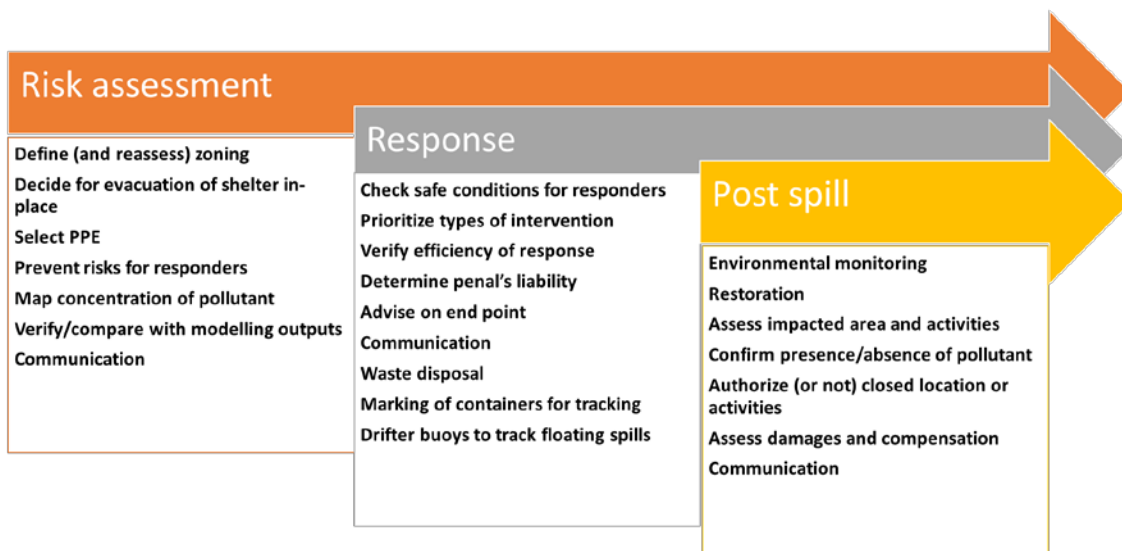 Risk assessment
Define (and reassess) zoning
Decide for evacuation of shelter in-
place
Select PPE
Prevent risks for responders
Map concentration of pollutant
Verify/compare with modelling outputs
Communication
Response
Check safe conditions for responders
Prioritize types of intervention
Verify efficiency of response
Determine penal’s liability
Advise on end point
Communication
Waste disposal
Marking of containers for tracking
Drifter buoys to track floating spills
Post spill
Environmental monitoring
Restoration
Assess impacted area and activities
Confirm presence/absence of pollutant
Authorize (or not) closed location or
activities
Assess damages and compensation
Communication